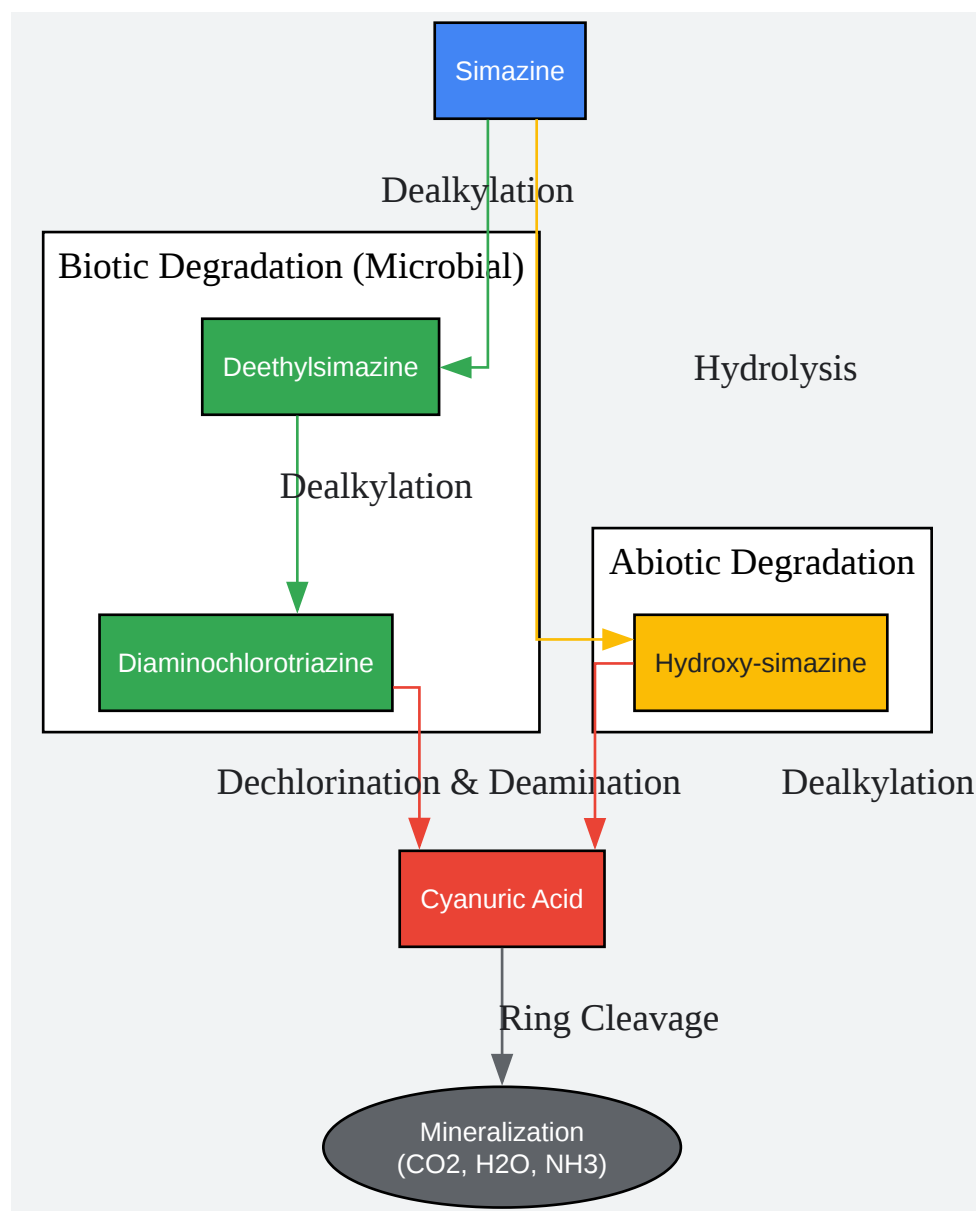 Simazine
Dealkylation
Biotic Degradation (Microbial)
Deethylsimazine
Hydrolysis
Dealkylation
Abiotic Degradation
Diaminochlorotriazine
Hydroxy-simazine
Dechlorination & Deamination
Dealkylation
Cyanuric Acid
Ring Cleavage
Mineralization
(CO2, H2O, NH3)